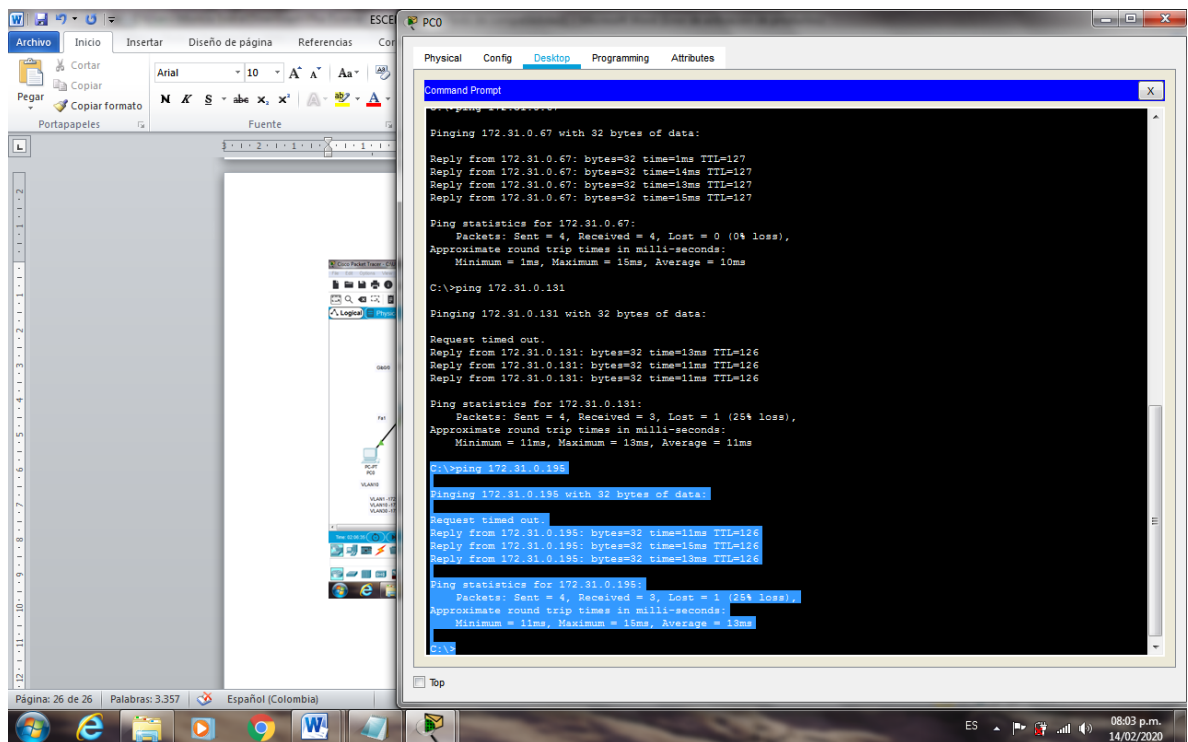 ESCE
PC0
Archivo Inicio Insertar Diseño de página Referencias Cor
Physical Config Desktop Programming Attributes
Cortar
Copiar
Copiar formato
Pegar
Arial 10
N K S abc x₂ x²
Portapapeles Fuente
Command Prompt X
Pinging 172.31.0.67 with 32 bytes of data:
Reply from 172.31.0.67: bytes=32 time=1ms TTL=127
Reply from 172.31.0.67: bytes=32 time=14ms TTL=127
Reply from 172.31.0.67: bytes=32 time=13ms TTL=127
Reply from 172.31.0.67: bytes=32 time=15ms TTL=127
Ping statistics for 172.31.0.67:
Packets: Sent = 4, Received = 4, Lost = 0 (0% loss),
Approximate round trip times in milli-seconds:
Minimum = 1ms, Maximum = 15ms, Average = 10ms
C:\>ping 172.31.0.131
Pinging 172.31.0.131 with 32 bytes of data:
Request timed out.
Reply from 172.31.0.131: bytes=32 time=13ms TTL=126
Reply from 172.31.0.131: bytes=32 time=11ms TTL=126
Reply from 172.31.0.131: bytes=32 time=11ms TTL=126
Ping statistics for 172.31.0.131:
Packets: Sent = 4, Received = 3, Lost = 1 (25% loss),
Approximate round trip times in milli-seconds:
Minimum = 11ms, Maximum = 13ms, Average = 11ms
C:\>ping 172.31.0.195
Pinging 172.31.0.195 with 32 bytes of data:
Request timed out.
Reply from 172.31.0.195: bytes=32 time=11ms TTL=126
Reply from 172.31.0.195: bytes=32 time=15ms TTL=126
Reply from 172.31.0.195: bytes=32 time=13ms TTL=126
Ping statistics for 172.31.0.195:
Packets: Sent = 4, Received = 3, Lost = 1 (25% loss),
Approximate round trip times in milli-seconds:
Minimum = 11ms, Maximum = 15ms, Average = 13ms
C:\>
Top
Logical
Fa1
PC-PT
PC0
VLAN10
Página: 26 de 26 Palabras: 3.357 Español (Colombia)
ES 08:03 p.m.
14/02/2020